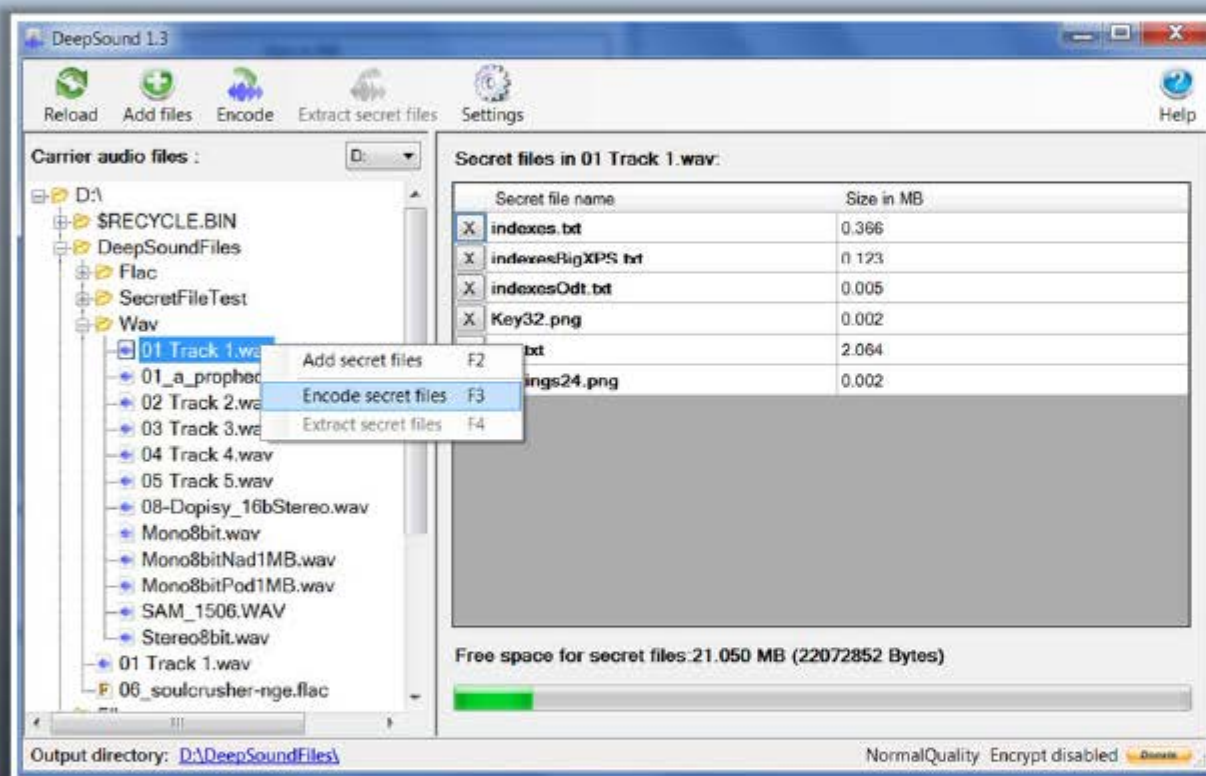 DeepSound 1.3
Reload Add files Encode Extract secret files Settings Help
Carrier audio files : D:
D:\
$RECYCLE.BIN
DeepSoundFiles
Flac
SecretFileTest
Wav
01 Track 1.wa
01_a_prophec
02 Track 2.wa
03 Track 3.wa
04 Track 4.wav
05 Track 5.wav
08-Dopisy_16bStereo.wav
Mono8bit.wav
Mono8bitNad1MB.wav
Mono8bitPod1MB.wav
SAM_1506.WAV
Stereo8bit.wav
01 Track 1.wav
F 06_soulcrusher-nge.flac
Add secret files F2
Encode secret files F3
Extract secret files F4
Secret files in 01 Track 1.wav:
Secret file name Size in MB
X indexes.txt 0.366
X indexesBigXPS.txt 0.123
X indexesOdt.txt 0.005
X Key32.png 0.002
txt 2.064
ings24.png 0.002
Free space for secret files:21.050 MB (22072852 Bytes)
Output directory: D:\DeepSoundFiles\ NormalQuality Encrypt disabled Donate